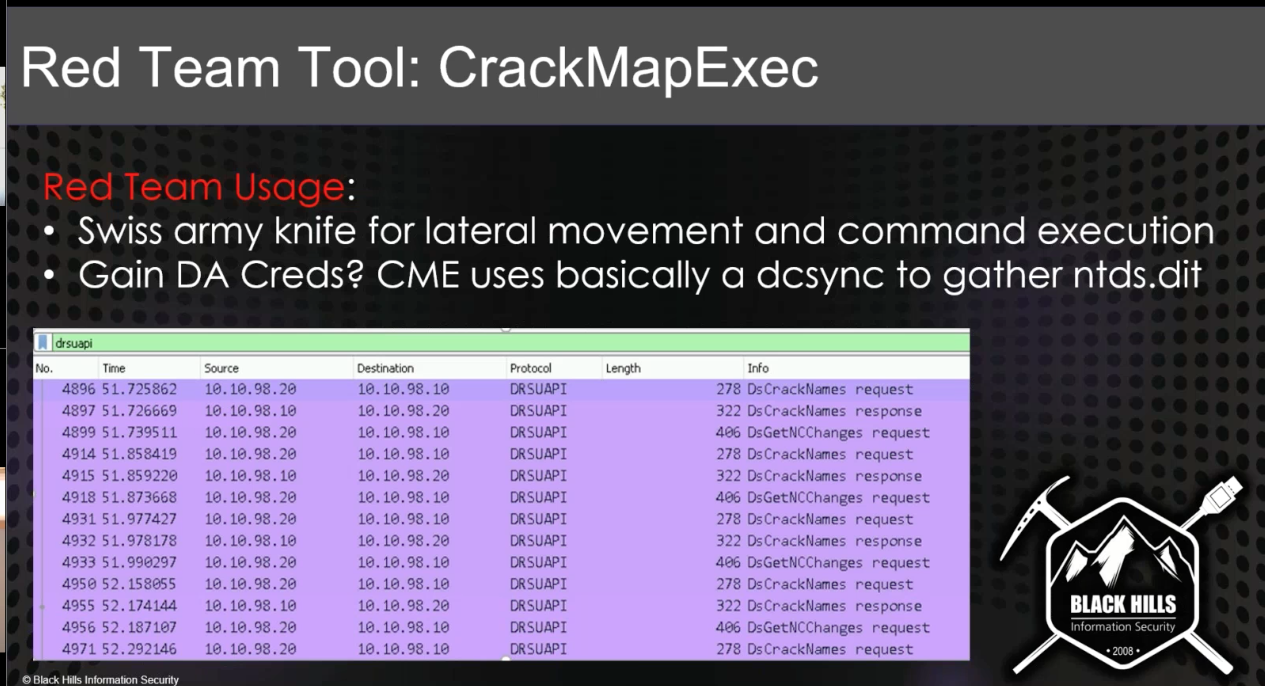 Red Team Tool: CrackMapExec
Red Team Usage:
• Swiss army knife for lateral movement and command execution
• Gain DA Creds? CME uses basically a dcsync to gather ntds.dit
drsuapi
No. Time Source Destination Protocol Length Info
4896 51.725862 10.10.98.20 10.10.98.10 DRSUAPI 278 DsCrackNames request
4897 51.726669 10.10.98.10 10.10.98.20 DRSUAPI 322 DsCrackNames response
4899 51.739511 10.10.98.20 10.10.98.10 DRSUAPI 406 DsGetNCChanges request
4914 51.858419 10.10.98.20 10.10.98.10 DRSUAPI 278 DsCrackNames request
4915 51.859220 10.10.98.10 10.10.98.20 DRSUAPI 322 DsCrackNames response
4918 51.873668 10.10.98.20 10.10.98.10 DRSUAPI 406 DsGetNCChanges request
4931 51.977427 10.10.98.20 10.10.98.10 DRSUAPI 278 DsCrackNames request
4932 51.978178 10.10.98.10 10.10.98.20 DRSUAPI 322 DsCrackNames response
4933 51.990297 10.10.98.20 10.10.98.10 DRSUAPI 406 DsGetNCChanges request
4950 52.158055 10.10.98.20 10.10.98.10 DRSUAPI 278 DsCrackNames request
4955 52.174144 10.10.98.10 10.10.98.20 DRSUAPI 322 DsCrackNames response
4956 52.187107 10.10.98.20 10.10.98.10 DRSUAPI 406 DsGetNCChanges request
4971 52.292146 10.10.98.20 10.10.98.10 DRSUAPI 278 DsCrackNames request
BLACK HILLS
Information Security
• 2008 •
© Black Hills Information Security